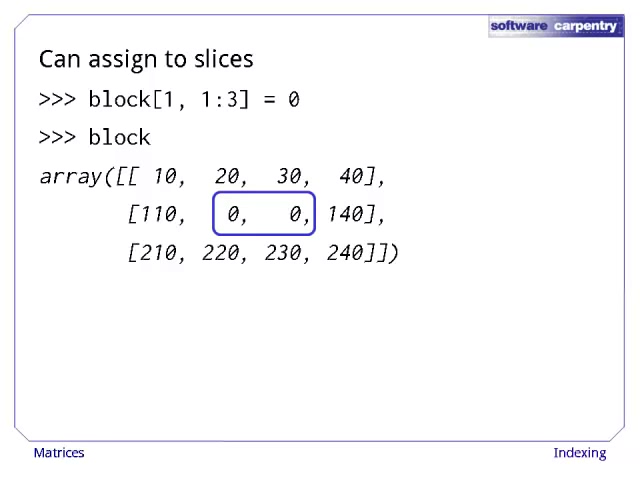 software carpentry
Can assign to slices
>>> block[1, 1:3] = 0
>>> block
array([[ 10,  20,  30,  40],
       [110,   0,   0, 140],
       [210, 220, 230, 240]])
Matrices
Indexing